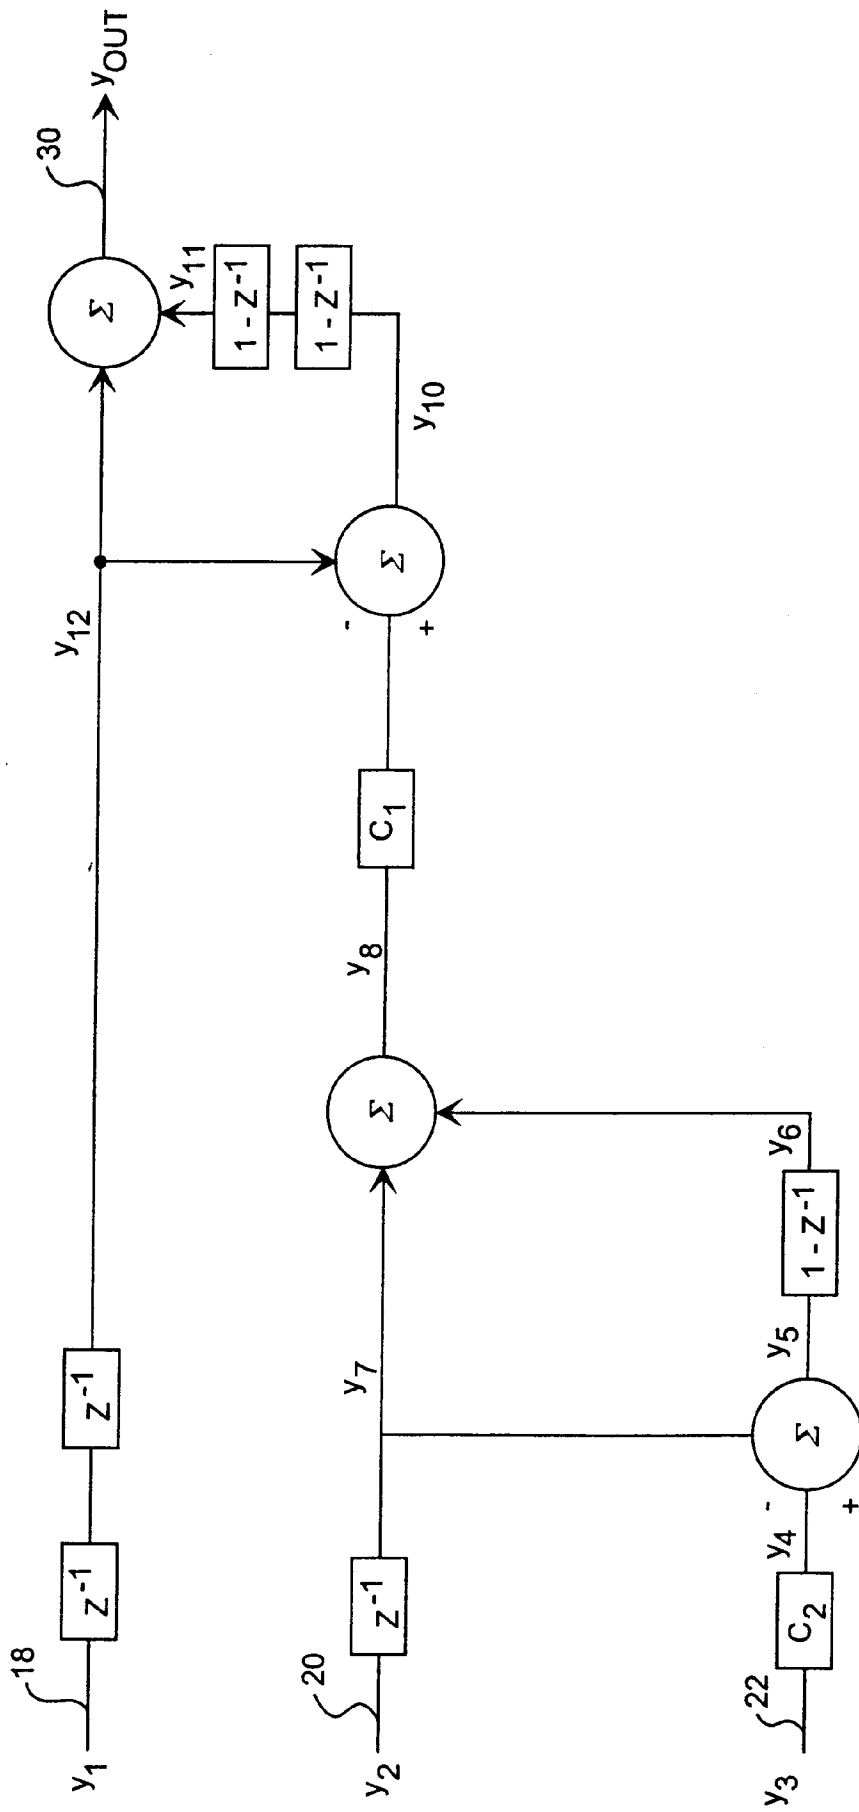 18
y1
z-1
z-1
y12
Σ
30
yOUT
y11
1 - z-1
1 - z-1
y10
20
y2
z-1
y7
Σ
y8
C1
-
+
Σ
22
y3
C2
y4
-
+
Σ
y5
1 - z-1
y6